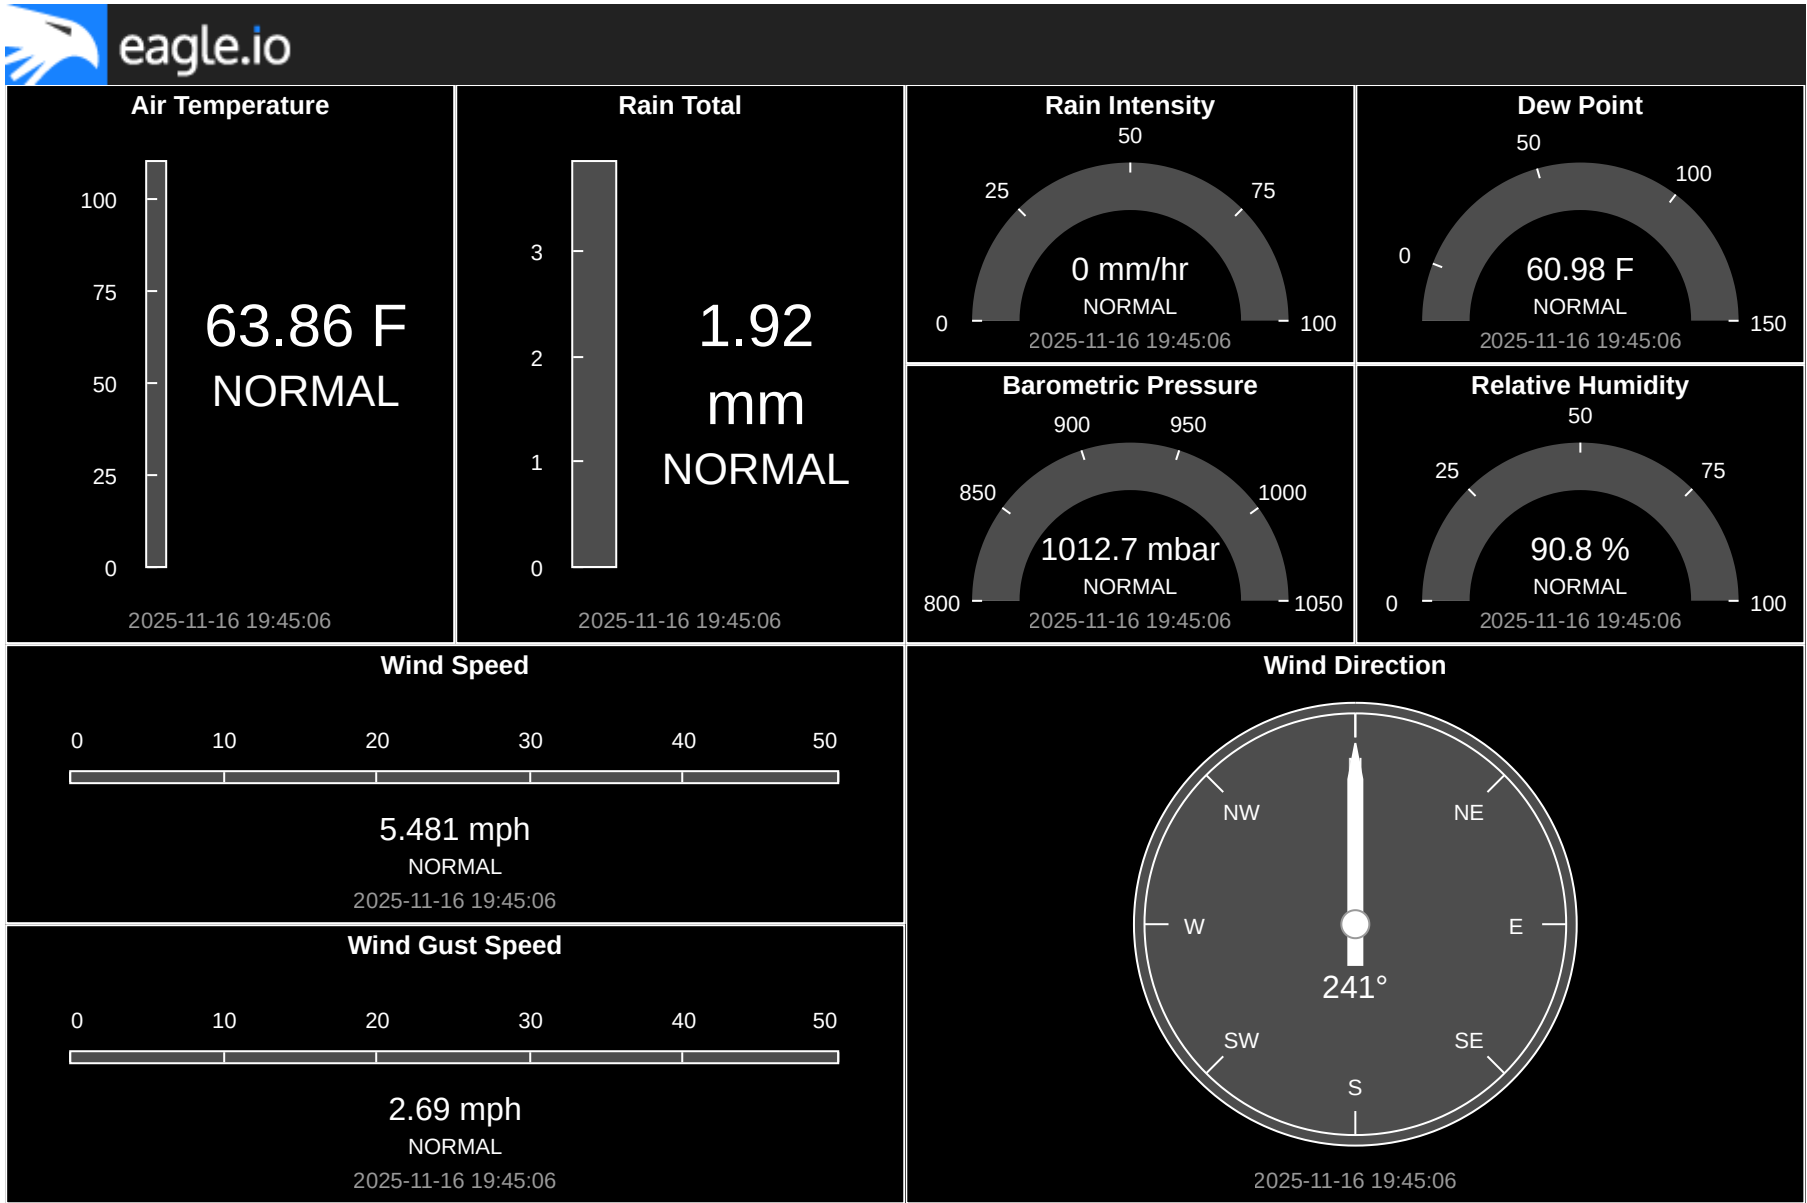 eagle.io
Air Temperature
100
75
50
25
0
63.86 F
NORMAL
2025-11-16 19:45:06
Rain Total
3
2
1
0
1.92
mm
NORMAL
2025-11-16 19:45:06
Rain Intensity
0
25
50
75
100
0 mm/hr
NORMAL
2025-11-16 19:45:06
Dew Point
0
50
100
150
60.98 F
NORMAL
2025-11-16 19:45:06
Barometric Pressure
800
850
900
950
1000
1050
1012.7 mbar
NORMAL
2025-11-16 19:45:06
Relative Humidity
0
25
50
75
100
90.8 %
NORMAL
2025-11-16 19:45:06
Wind Speed
0 10 20 30 40 50
5.481 mph
NORMAL
2025-11-16 19:45:06
Wind Gust Speed
0 10 20 30 40 50
2.69 mph
NORMAL
2025-11-16 19:45:06
Wind Direction
NW NE
W E
241°
SW SE
S
2025-11-16 19:45:06